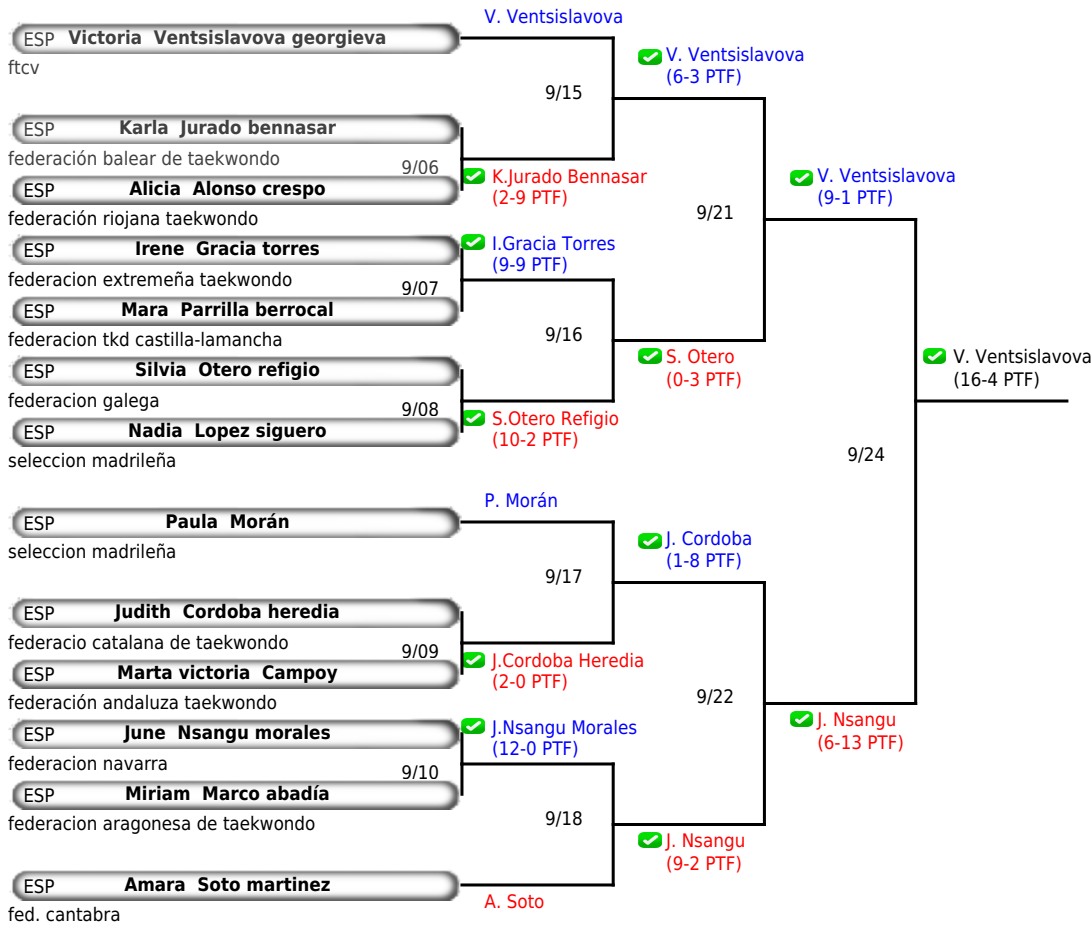 V. Ventsislavova
ESP Victoria Ventsislavova georgieva
ftcv
V. Ventsislavova
(6-3 PTF)
9/15
ESP Karla Jurado bennasar
federación balear de taekwondo
9/06
K.Jurado Bennasar
(2-9 PTF)
ESP Alicia Alonso crespo
federación riojana taekwondo
V. Ventsislavova
(9-1 PTF)
9/21
ESP Irene Gracia torres
federacion extremeña taekwondo
I.Gracia Torres
(9-9 PTF)
9/07
ESP Mara Parrilla berrocal
federacion tkd castilla-lamancha
9/16
S. Otero
(0-3 PTF)
ESP Silvia Otero refigio
federacion galega
9/08
S.Otero Refigio
(10-2 PTF)
ESP Nadia Lopez siguero
seleccion madrileña
V. Ventsislavova
(16-4 PTF)
9/24
P. Morán
ESP Paula Morán
seleccion madrileña
J. Cordoba
(1-8 PTF)
9/17
ESP Judith Cordoba heredia
federacio catalana de taekwondo
9/09
J.Cordoba Heredia
(2-0 PTF)
ESP Marta victoria Campoy
federación andaluza taekwondo
9/22
J. Nsangu
(6-13 PTF)
ESP June Nsangu morales
federacion navarra
J.Nsangu Morales
(12-0 PTF)
9/10
ESP Miriam Marco abadía
federacion aragonesa de taekwondo
9/18
J. Nsangu
(9-2 PTF)
ESP Amara Soto martinez
fed. cantabra
A. Soto